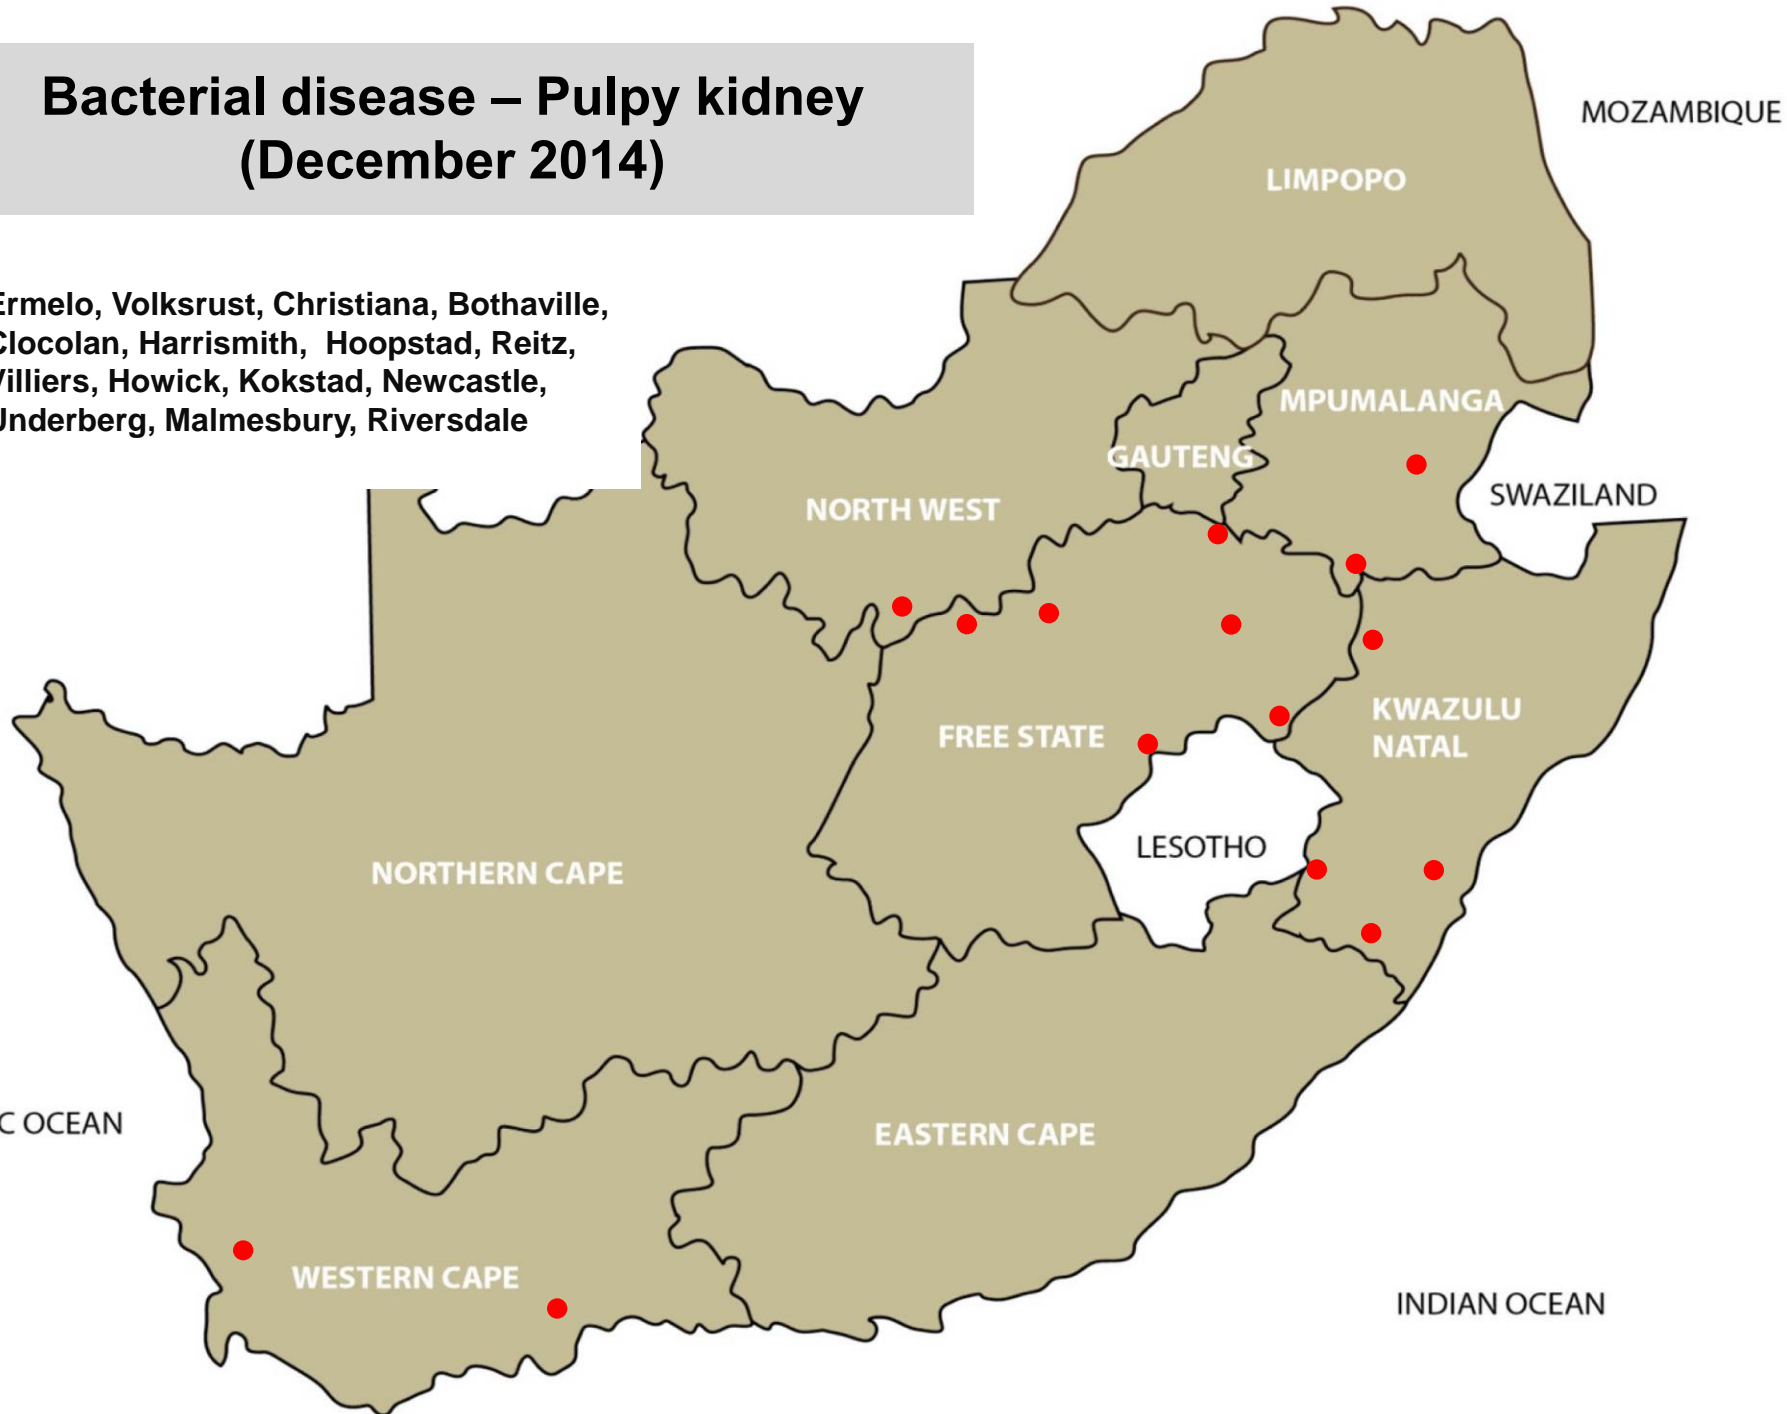 Bacterial disease – Pulpy kidney
(December 2014)
MOZAMBIQUE
LIMPOPO
Ermelo, Volksrust, Christiana, Bothaville,
Clocolan, Harrismith, Hoopstad, Reitz,
Villiers, Howick, Kokstad, Newcastle,
Underberg, Malmesbury, Riversdale
MPUMALANGA
GAUTENG
SWAZILAND
NORTH WEST
KWAZULU
NATAL
FREE STATE
LESOTHO
NORTHERN CAPE
C OCEAN
EASTERN CAPE
WESTERN CAPE
INDIAN OCEAN